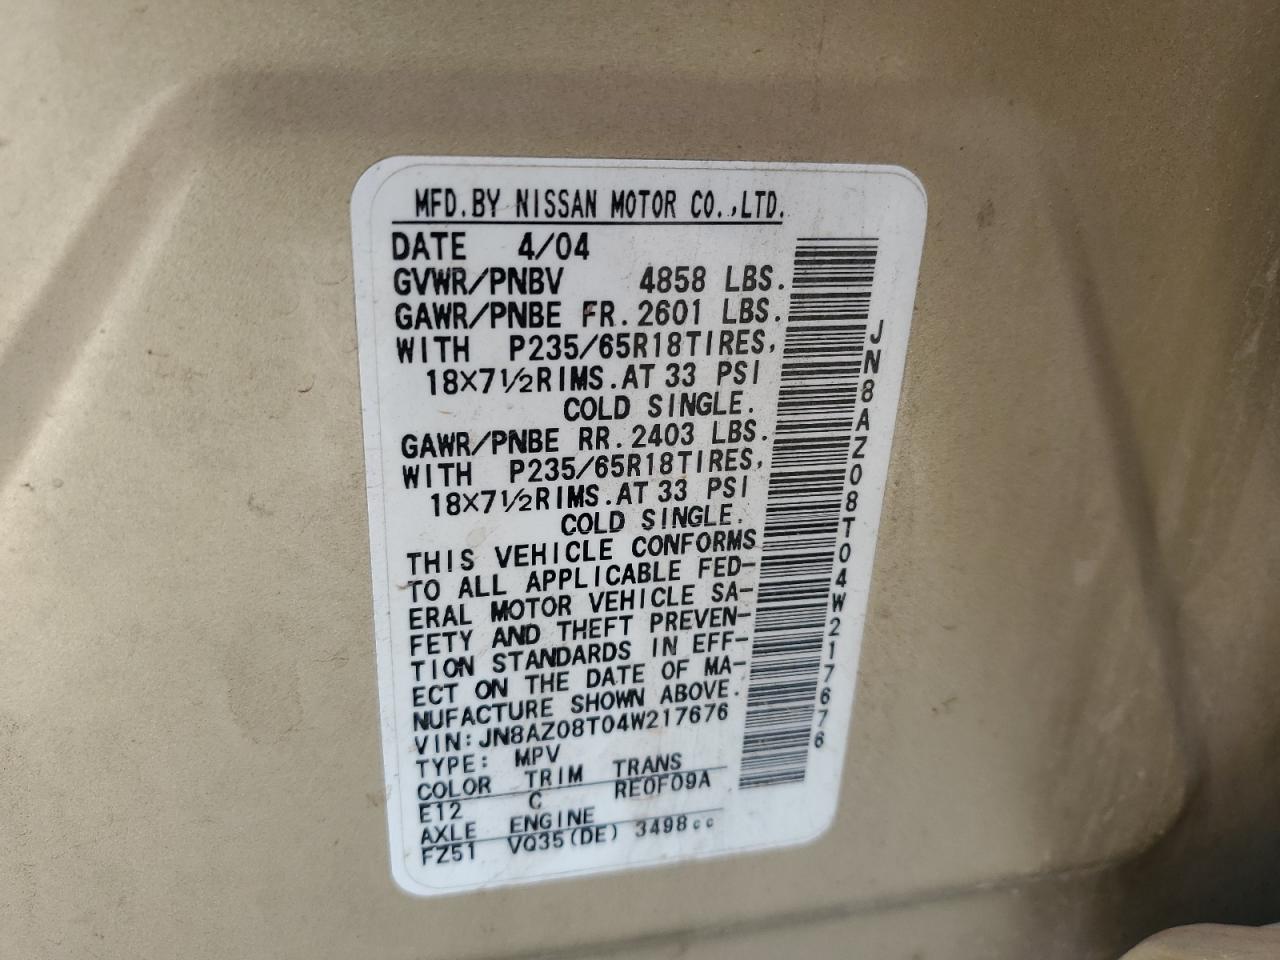 MFD.BY NISSAN MOTOR CO.,LTD.
DATE 4/04
GVWR/PNBV 4858 LBS.
GAWR/PNBE FR.2601 LBS.
WITH P235/65R18TIRES,
18×7½RIMS.AT 33 PSI
COLD SINGLE.
GAWR/PNBE RR.2403 LBS.
WITH P235/65R18TIRES,
18×7½RIMS.AT 33 PSI
COLD SINGLE.
THIS VEHICLE CONFORMS
TO ALL APPLICABLE FED-
ERAL MOTOR VEHICLE SA-
FETY AND THEFT PREVEN-
TION STANDARDS IN EFF-
ECT ON THE DATE OF MA-
NUFACTURE SHOWN ABOVE.
VIN:JN8AZ08T04W217676
TYPE: MPV
COLOR TRIM TRANS
E12 C RE0F09A
AXLE ENGINE
FZ51 VQ35(DE) 3498cc
JN8AZ08T04W217676